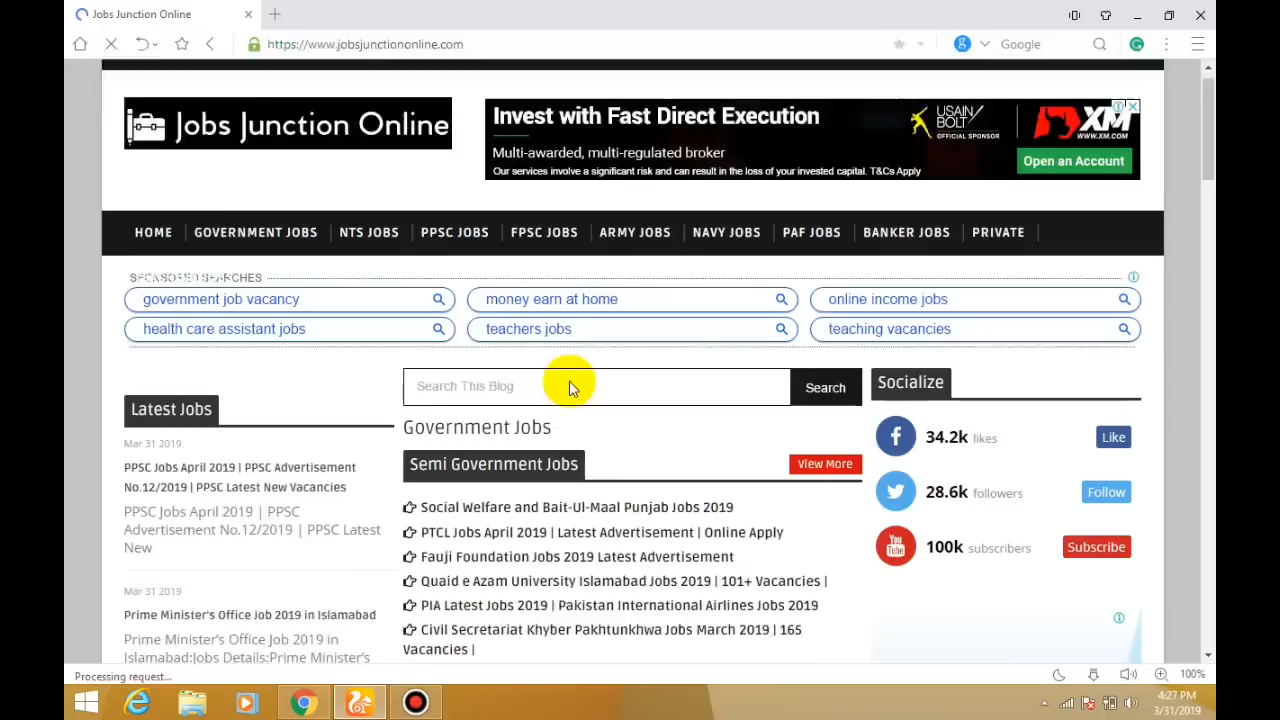 Jobs Junction Online
https://www.jobsjunctiononline.com
Google
Jobs Junction Online
Invest with Fast Direct Execution
Multi-awarded, multi-regulated broker
Our services involve a significant risk and can result in the loss of your invested capital. T&Cs Apply
USAIN
BOLT
OFFICIAL SPONSOR
XM
WWW.XM.COM
Open an Account
HOME
GOVERNMENT JOBS
NTS JOBS
PPSC JOBS
FPSC JOBS
ARMY JOBS
NAVY JOBS
PAF JOBS
BANKER JOBS
PRIVATE
SPONSORED SEARCHES
government job vacancy
money earn at home
online income jobs
health care assistant jobs
teachers jobs
teaching vacancies
Latest Jobs
Mar 31 2019
PPSC Jobs April 2019 | PPSC Advertisement
No.12/2019 | PPSC Latest New Vacancies
PPSC Jobs April 2019 | PPSC
Advertisement No.12/2019 | PPSC Latest
New
Mar 31 2019
Prime Minister's Office Job 2019 in Islamabad
Prime Minister's Office Job 2019 in
Islamabad:Jobs Details:Prime Minister's
Search This Blog
Search
Government Jobs
Semi Government Jobs
View More
Social Welfare and Bait-Ul-Maal Punjab Jobs 2019
PTCL Jobs April 2019 | Latest Advertisement | Online Apply
Fauji Foundation Jobs 2019 Latest Advertisement
Quaid e Azam University Islamabad Jobs 2019 | 101+ Vacancies |
PIA Latest Jobs 2019 | Pakistan International Airlines Jobs 2019
Civil Secretariat Khyber Pakhtunkhwa Jobs March 2019 | 165
Vacancies |
Socialize
34.2k likes
Like
28.6k followers
Follow
You
Tube
100k subscribers
Subscribe
Processing request...
100%
4:27 PM
3/31/2019